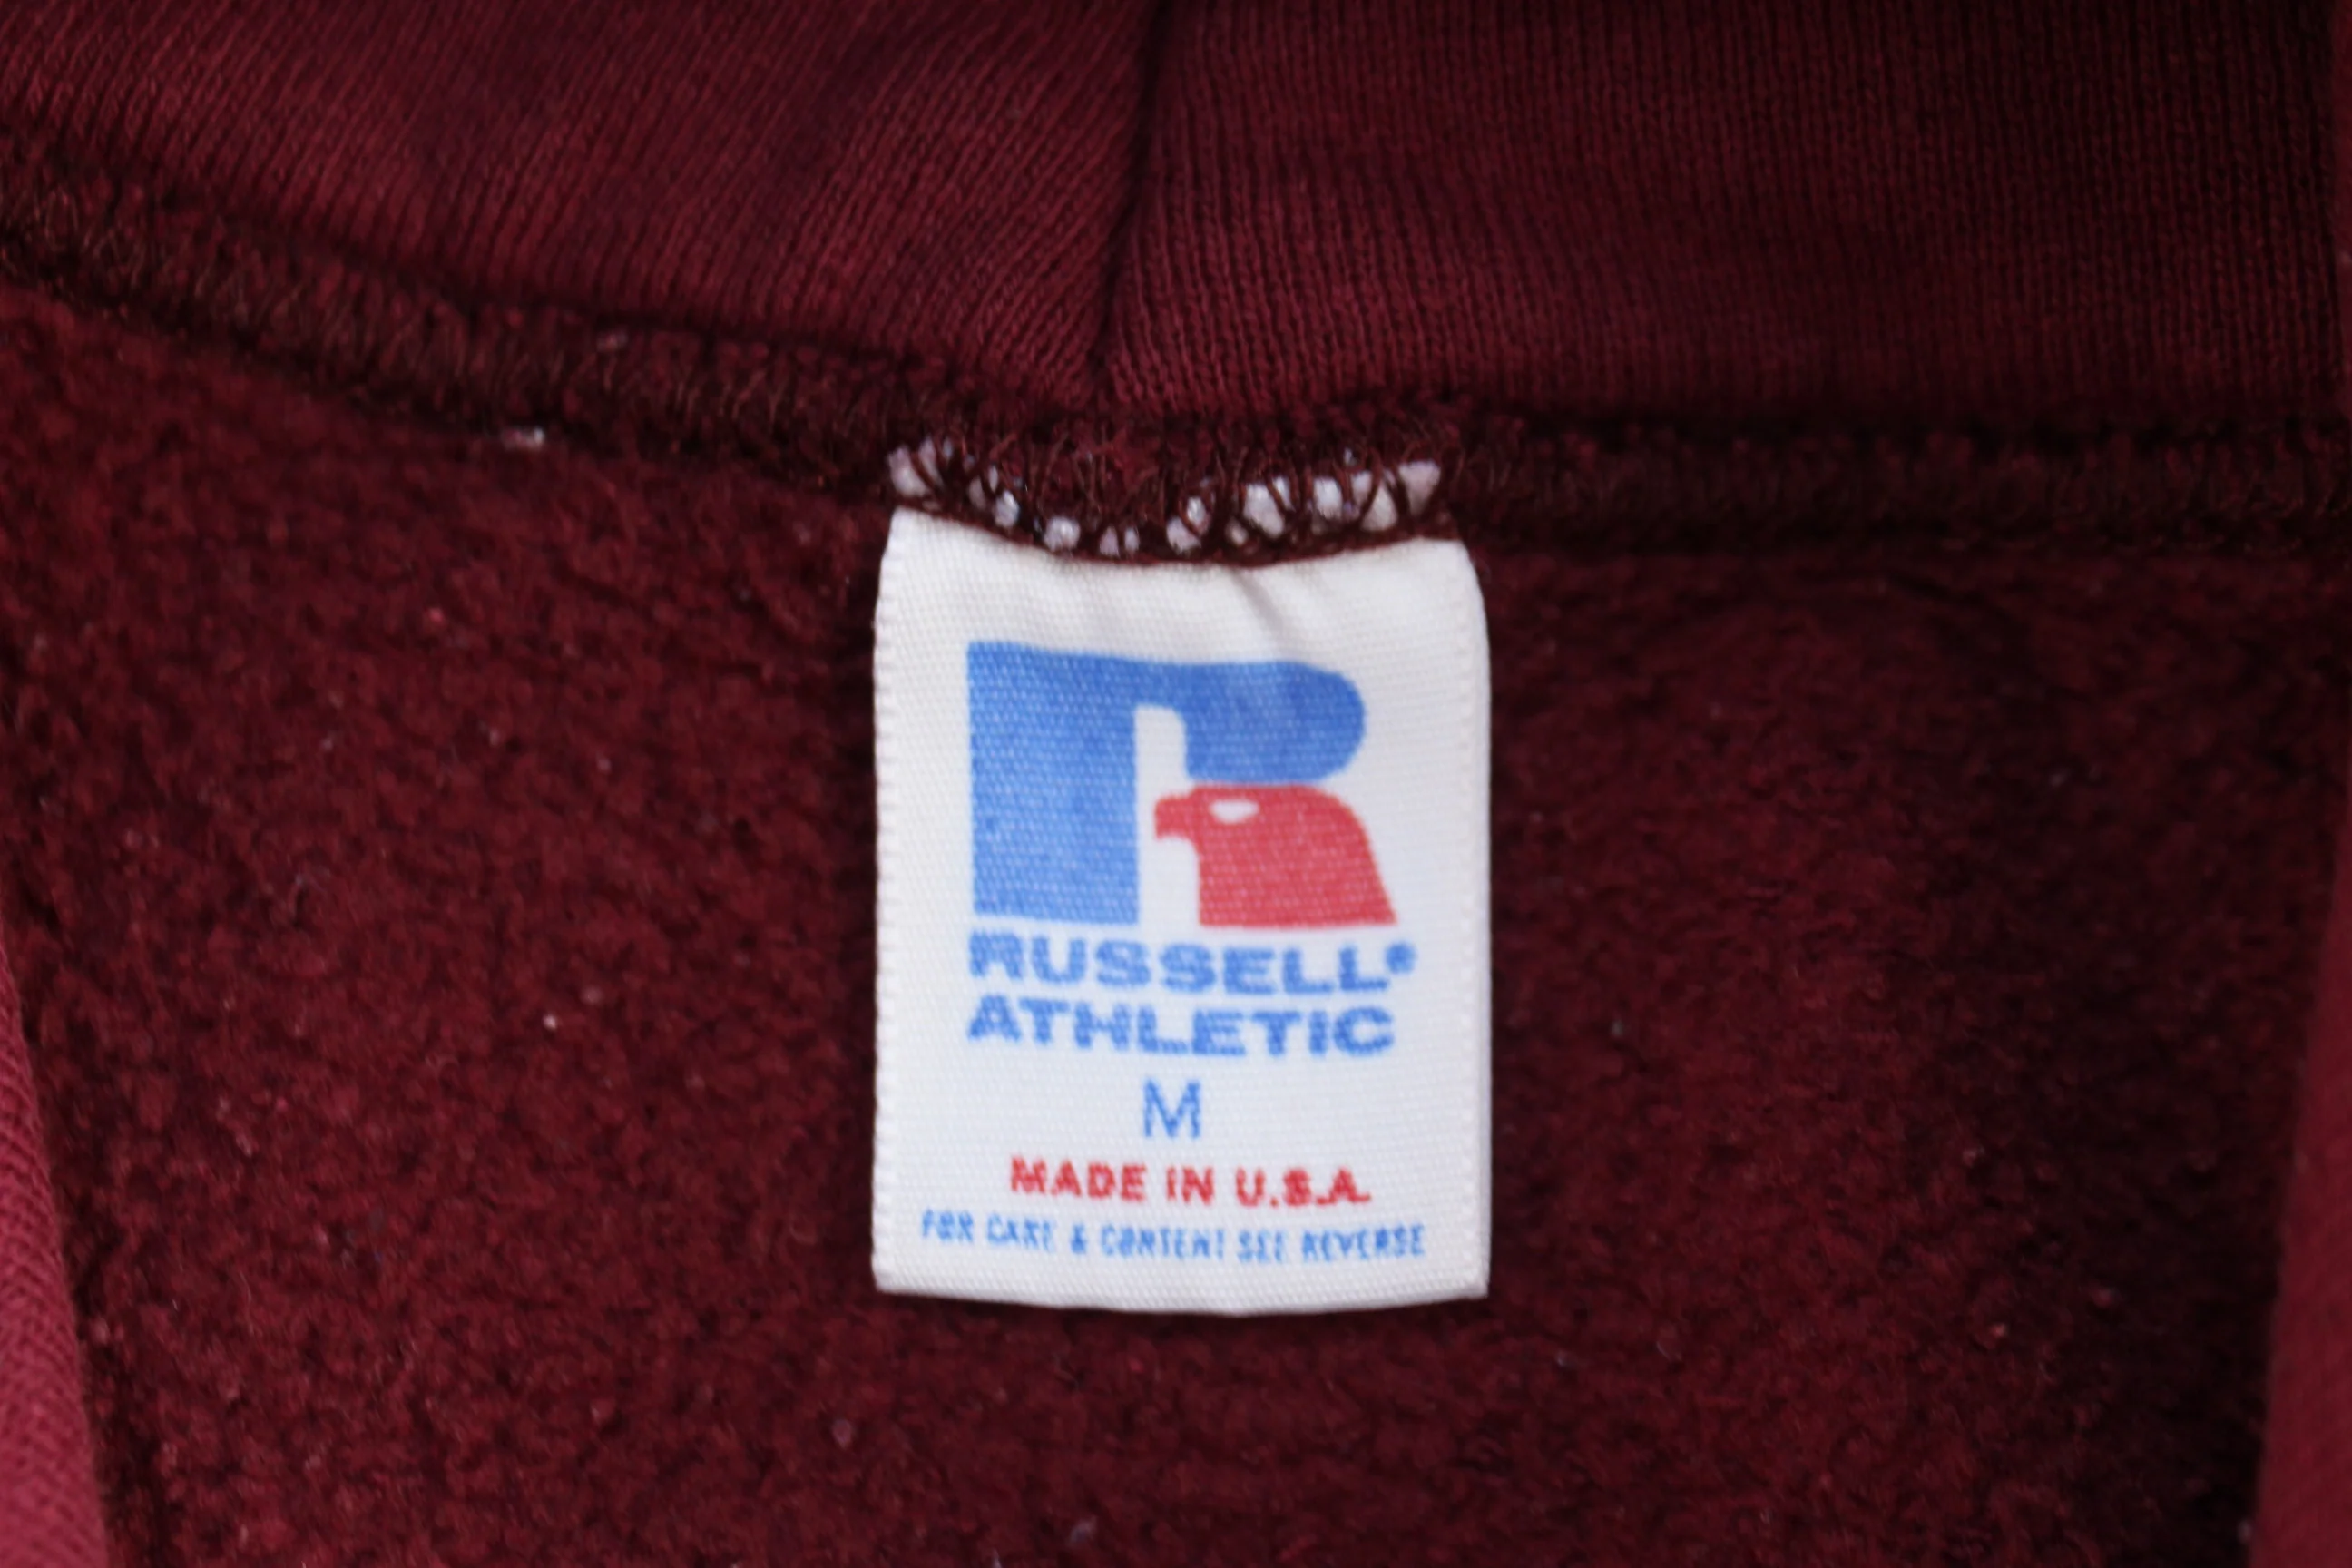 RUSSELL®
ATHLETIC
M
MADE IN U.S.A.
FOR CARE & CONTENT SEE REVERSE